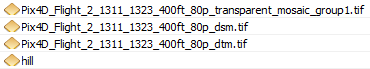 Pix4D_Flight_2_1311_1323_400ft_80p_transparent_mosaic_group1.tif
Pix4D_Flight_2_1311_1323_400ft_80p_dsm.tif
Pix4D_Flight_2_1311_1323_400ft_80p_dtm.tif
hill